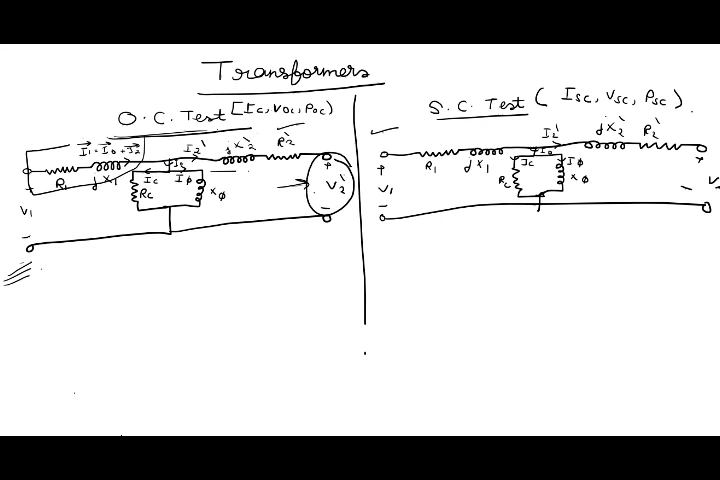 Transformers
O.C. Test [Ic, Voc, Poc)
S.C. Test ( Isc, Vsc, Psc)
I1 = I0 + I2
I2' jX2' R2'
R1 jX1 I0
Ic Iφ
Rc Xφ
V1
V2'
+
-
I2' jX2' R2'
R1 jX1 I0
Ic Iφ
Rc Xφ
+
V1
-
+
-